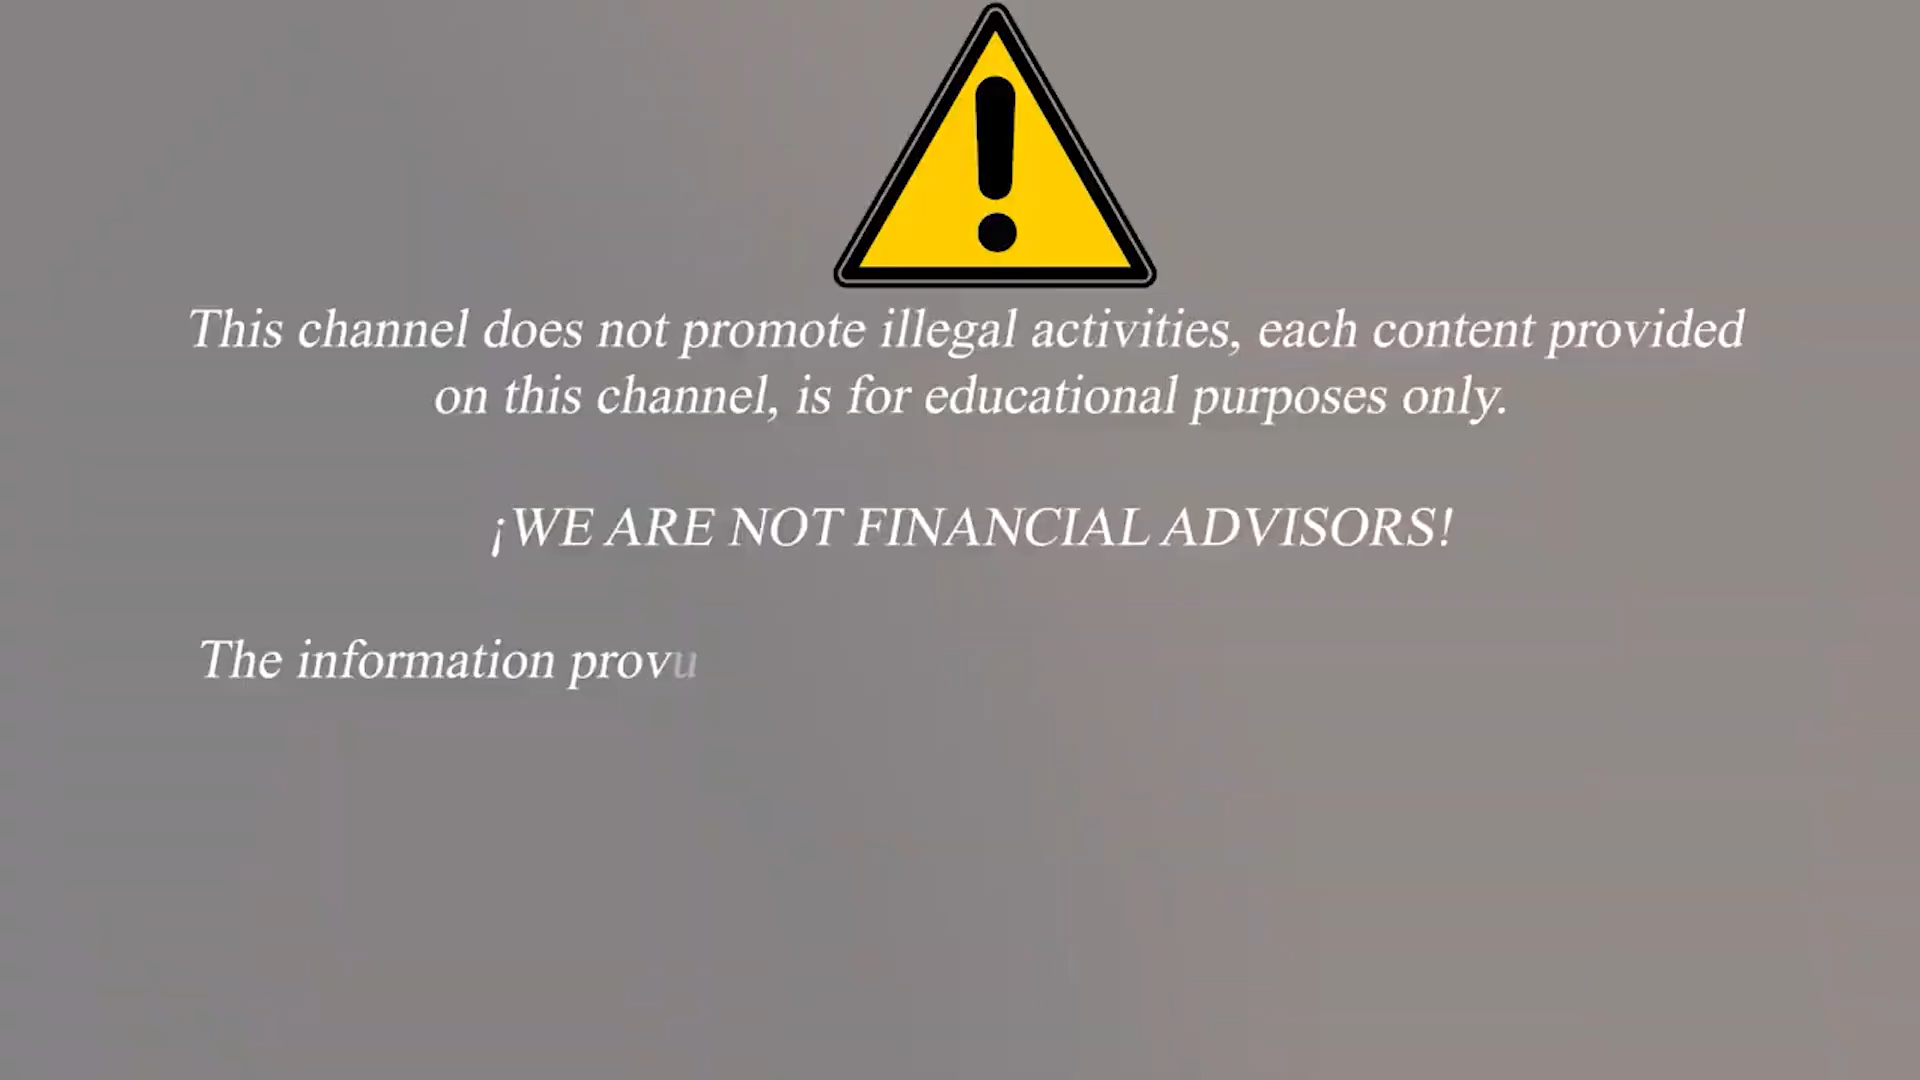 This channel does not promote illegal activities, each content provided
on this channel, is for educational purposes only.
¡WE ARE NOT FINANCIAL ADVISORS!
The information provu